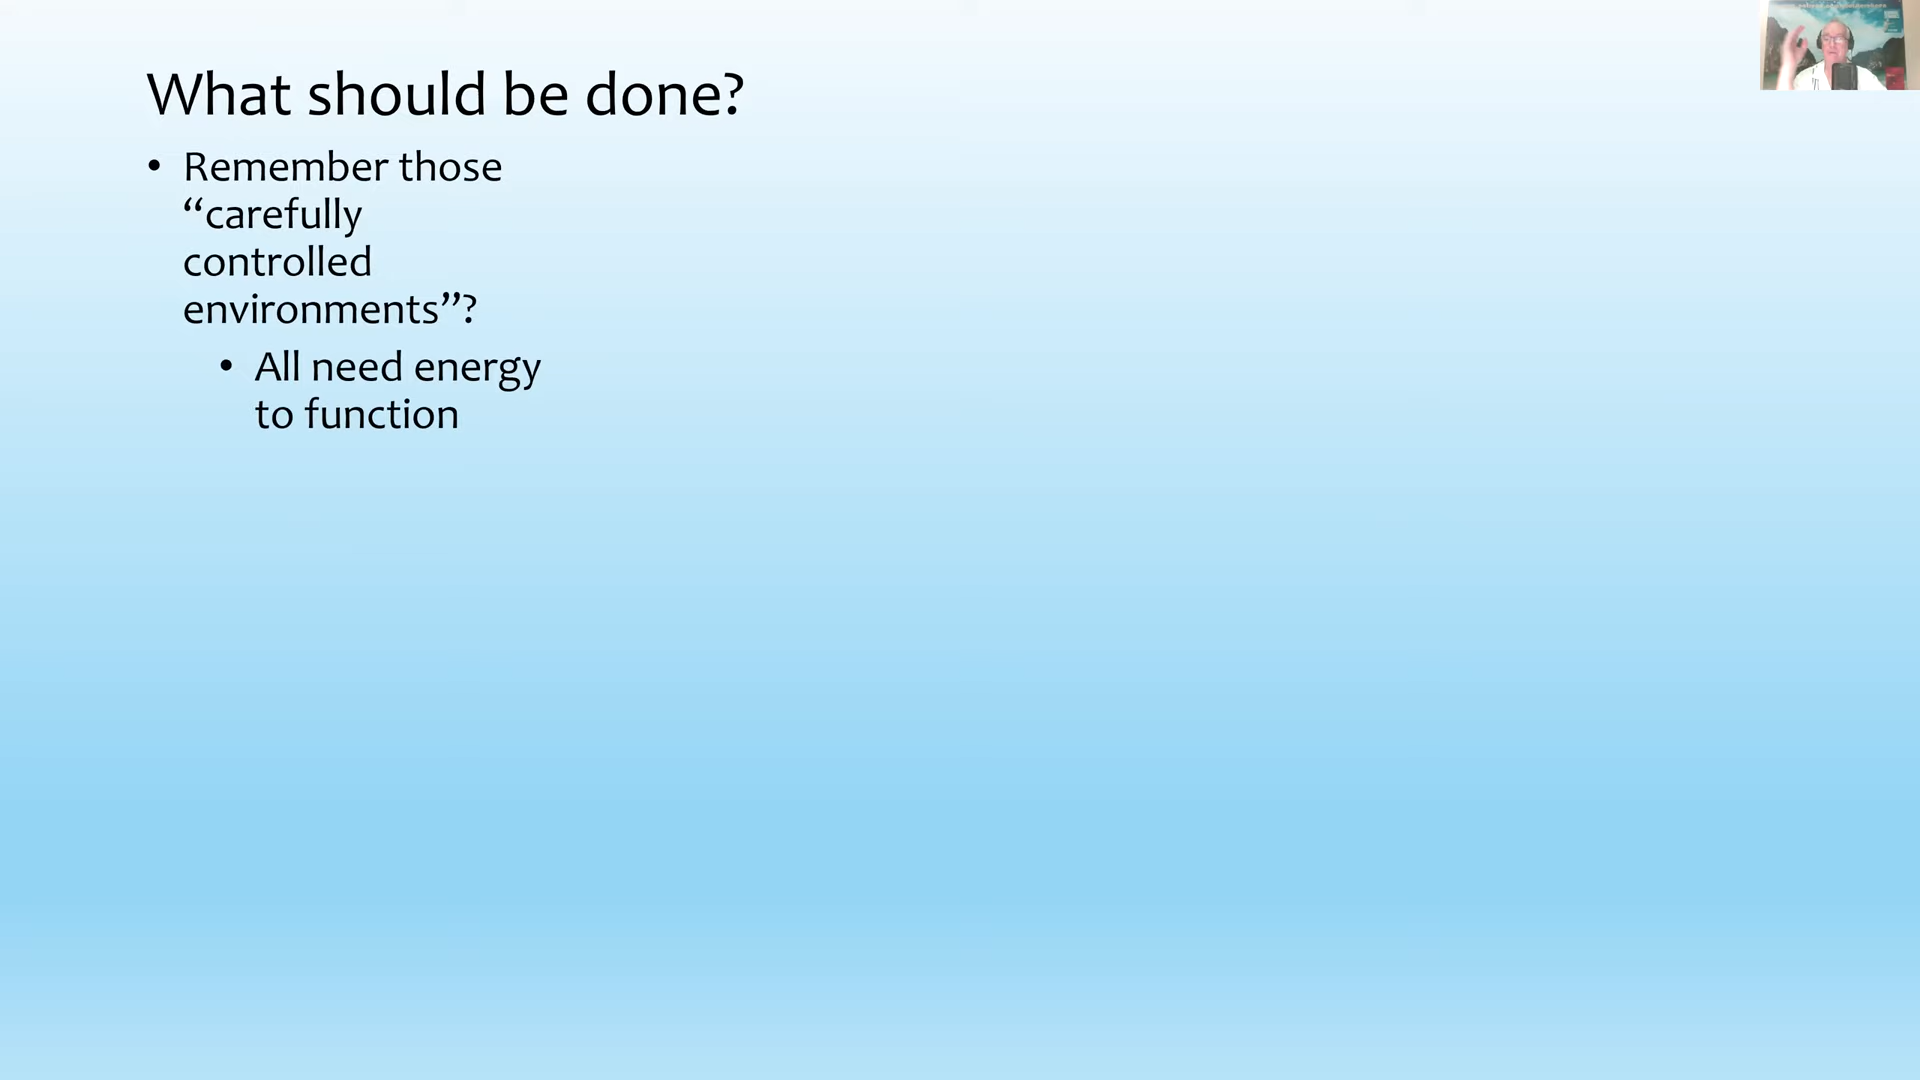 What should be done?
• Remember those
“carefully
controlled
environments”?
• All need energy
to function